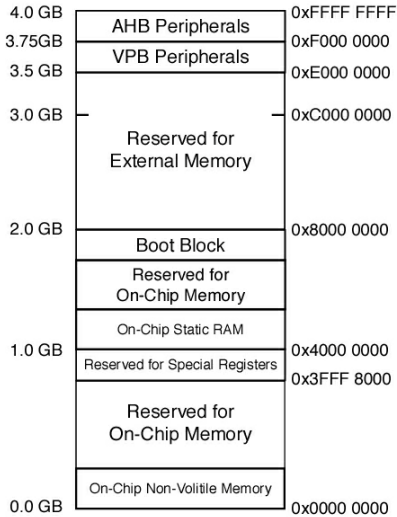 4.0 GB AHB Peripherals 0xFFFF FFFF
3.75GB 0xF000 0000
VPB Peripherals
3.5 GB 0xE000 0000
3.0 GB 0xC000 0000
Reserved for
External Memory
2.0 GB 0x8000 0000
Boot Block
Reserved for
On-Chip Memory
On-Chip Static RAM
1.0 GB 0x4000 0000
Reserved for Special Registers
0x3FFF 8000
Reserved for
On-Chip Memory
On-Chip Non-Volitile Memory
0.0 GB 0x0000 0000